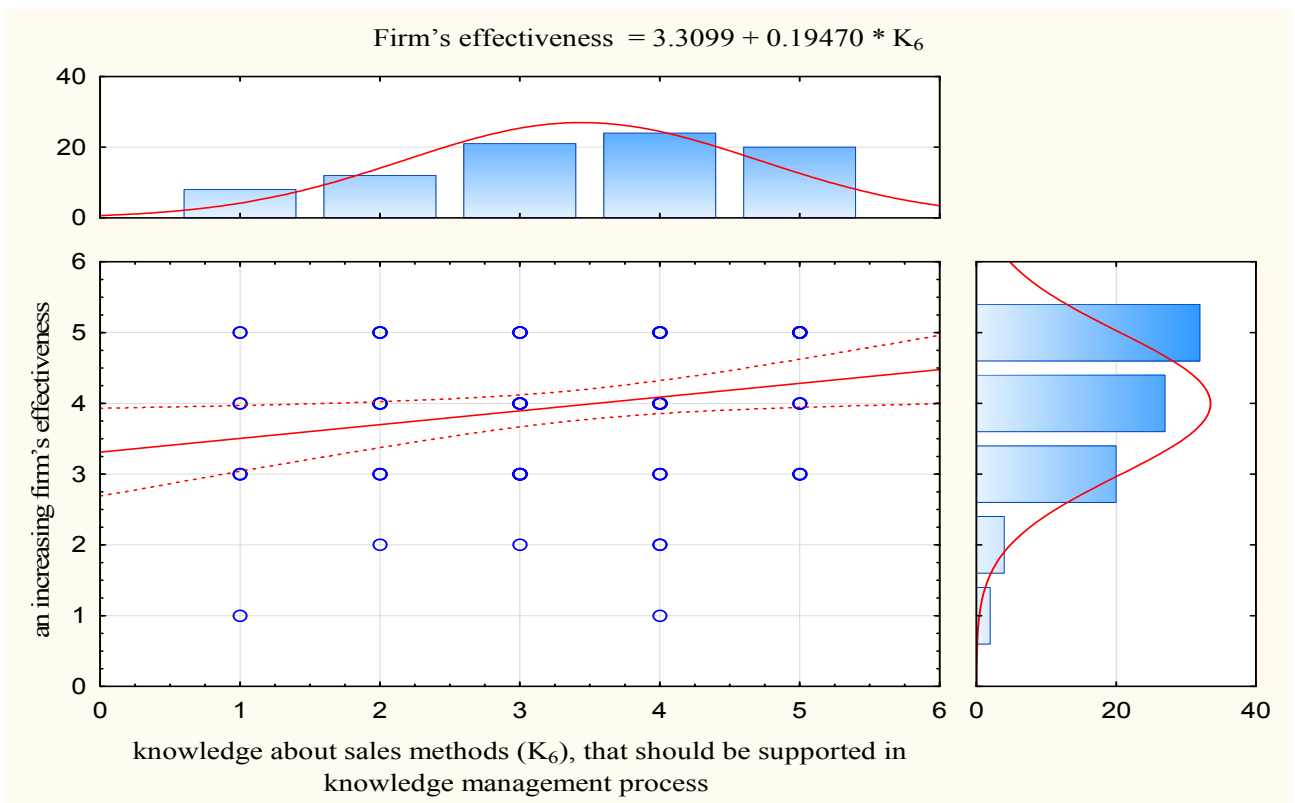 Firm's effectiveness = 3.3099 + 0.19470 * K₆
40
20
0
6
5
4
3
2
1
0
an increasing firm's effectiveness
0 1 2 3 4 5 6
0 20 40
knowledge about sales methods (K₆), that should be supported in
knowledge management process